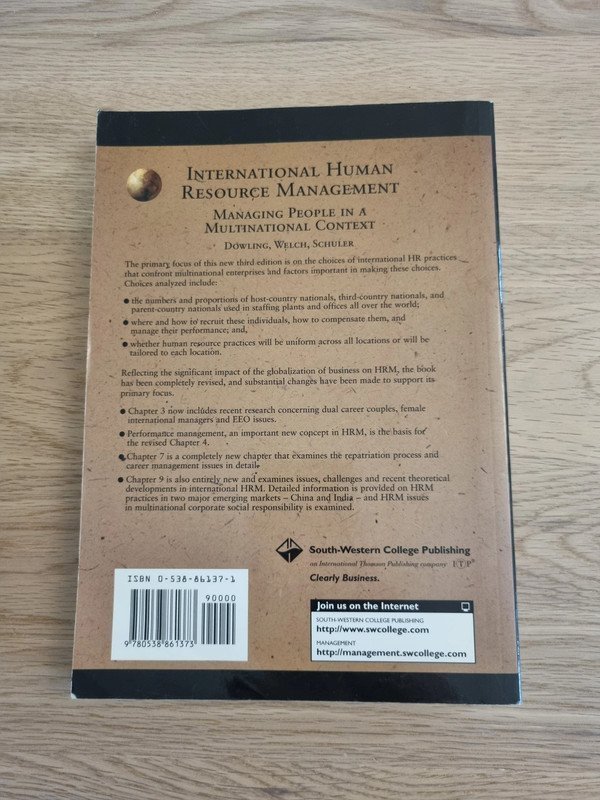 INTERNATIONAL HUMAN
RESOURCE MANAGEMENT
MANAGING PEOPLE IN A
MULTINATIONAL CONTEXT
DOWLING, WELCH, SCHULER
The primary focus of this new third edition is on the choices of international HR practices
that confront multinational enterprises and factors important in making these choices.
Choices analyzed include:
● the numbers and proportions of host-country nationals, third-country nationals, and
parent-country nationals used in staffing plants and offices all over the world;
● where and how to recruit these individuals, how to compensate them, and
manage their performance; and,
● whether human resource practices will be uniform across all locations or will be
tailored to each location.
Reflecting the significant impact of the globalization of business on HRM, the book
has been completely revised, and substantial changes have been made to support its
primary focus.
● Chapter 3 now includes recent research concerning dual career couples, female
international managers and EEO issues.
● Performance management, an important new concept in HRM, is the basis for
the revised Chapter 4.
● Chapter 7 is a completely new chapter that examines the repatriation process and
career management issues in detail.
● Chapter 9 is also entirely new and examines issues, challenges and recent theoretical
developments in international HRM. Detailed information is provided on HRM
practices in two major emerging markets – China and India – and HRM issues
in multinational corporate social responsibility is examined.
South-Western College Publishing
an International Thomson Publishing company I(T)P®
Clearly Business.
ISBN 0-538-86137-1
90000
9 780538 861373
Join us on the Internet
SOUTH-WESTERN COLLEGE PUBLISHING
http://www.swcollege.com
MANAGEMENT
http://management.swcollege.com